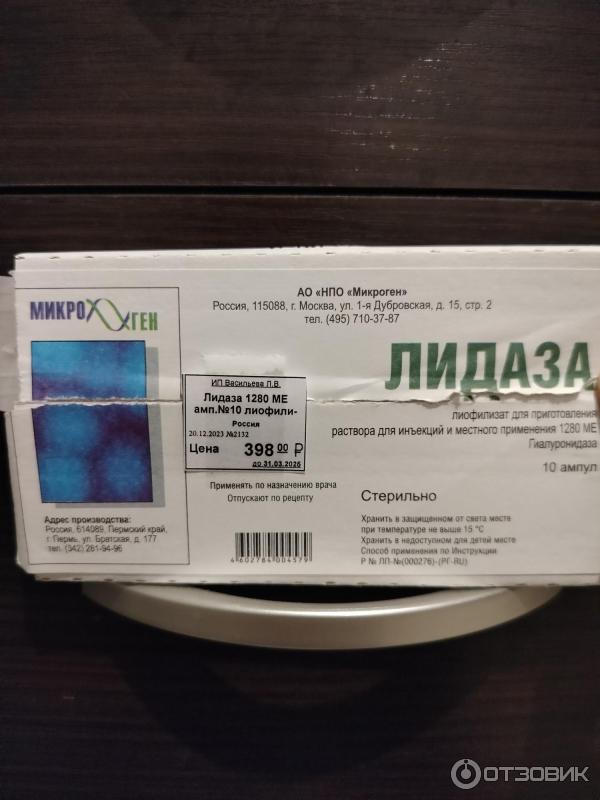 АО «НПО «Микроген»
Россия, 115088, г. Москва, ул. 1-я Дубровская, д. 15, стр. 2
тел. (495) 710-37-87
МИКРОГЕН
ЛИДАЗА
лиофилизат для приготовления
раствора для инъекций и местного применения 1280 МЕ
Гиалуронидаза
10 ампул
ИП Васильева Л.В.
Лидаза 1280 МЕ
амп.№10 лиофили-
Россия
20.12.2023 №2132
Цена 398 00 ₽
до 31.03.2025
Применять по назначению врача
Отпускают по рецепту
Стерильно
Хранить в защищенном от света месте
при температуре не выше 15 °С
Хранить в недоступном для детей месте
Способ применения по Инструкции
Р № ЛП-№(000276)-(РГ-RU)
Адрес производства:
Россия, 614089, Пермский край,
г. Пермь, ул. Братская, д. 177
тел. (342) 281-94-96
4602784004579
ОТЗОВИК